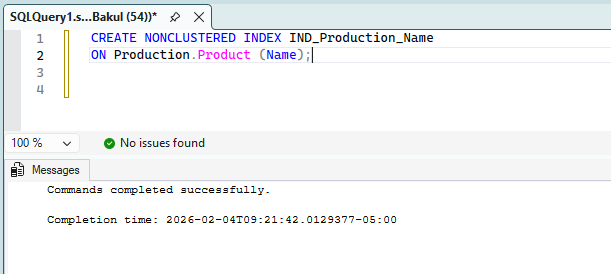 SQLQuery1.s...Bakul (54))*
1 CREATE NONCLUSTERED INDEX IND_Production_Name
2 ON Production.Product (Name);
3
4
100 % No issues found
Messages
Commands completed successfully.
Completion time: 2026-02-04T09:21:42.0129377-05:00